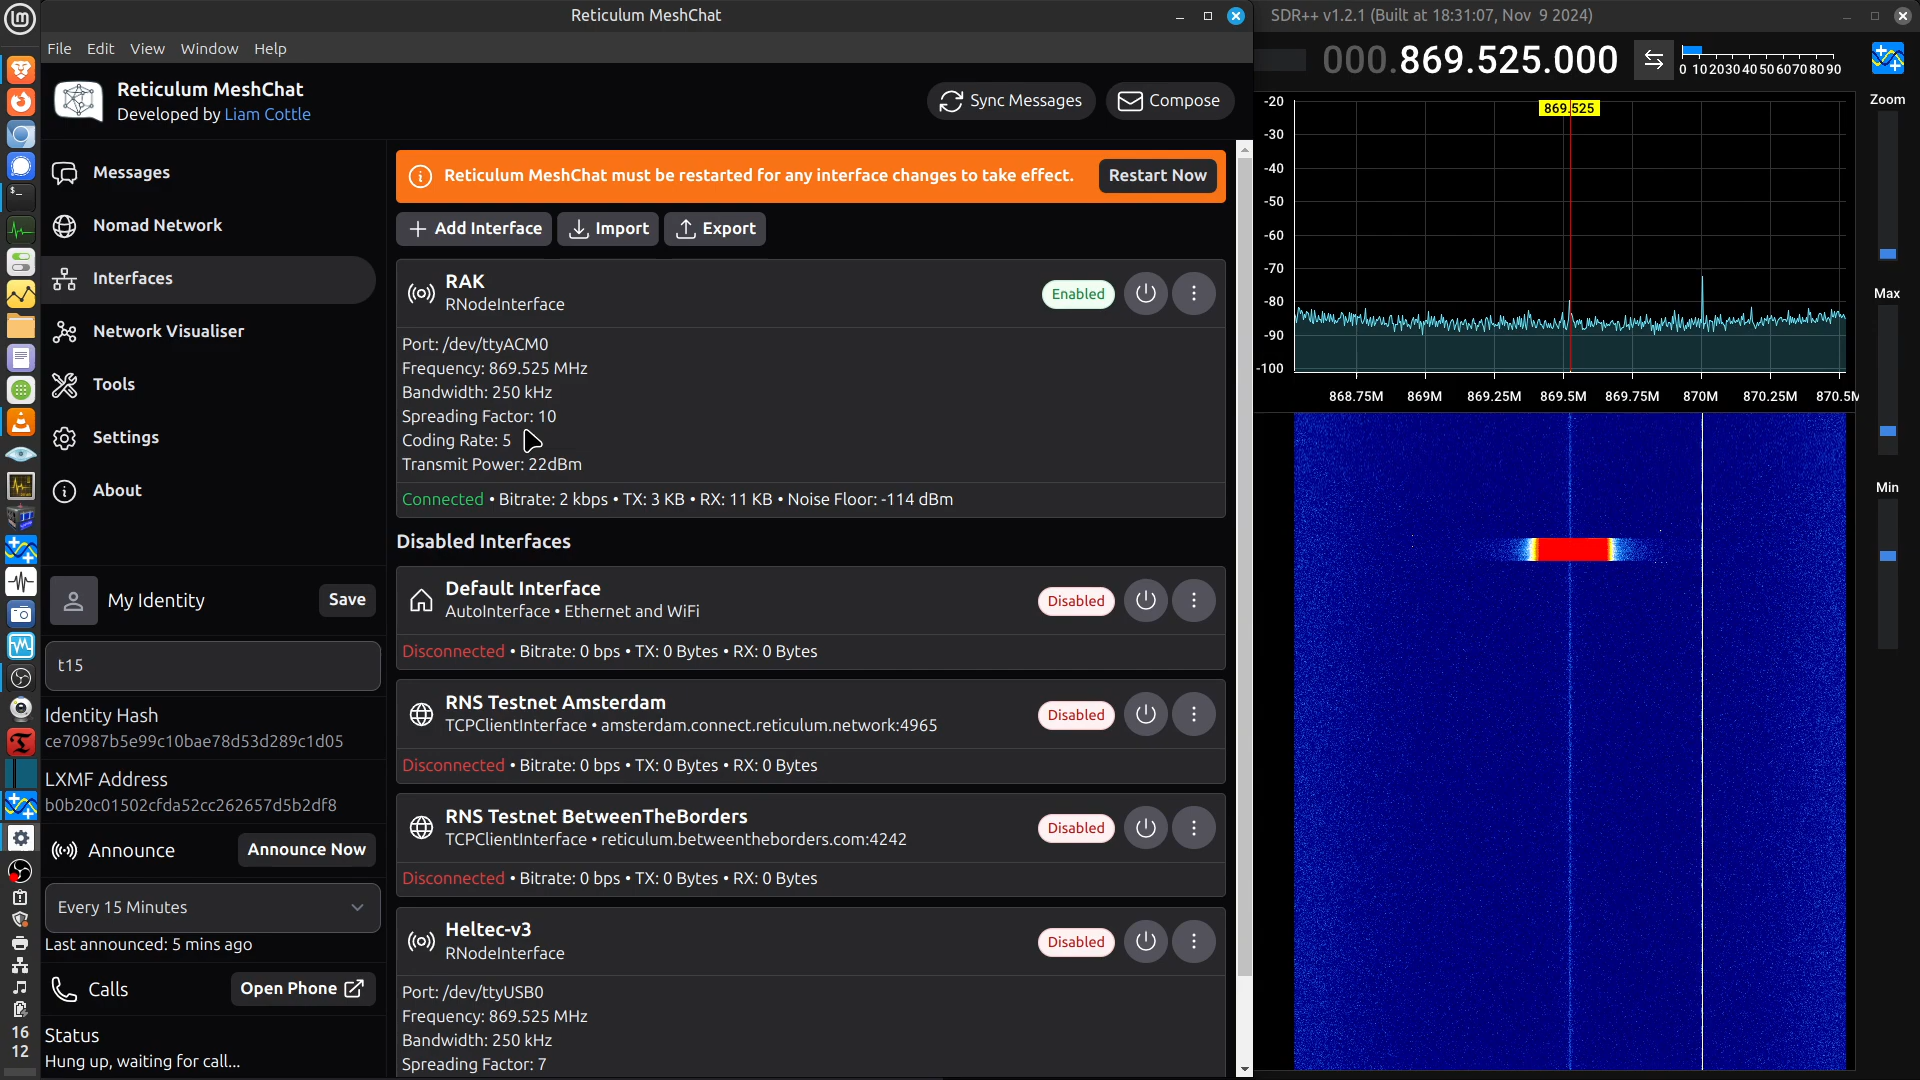 Reticulum MeshChat
File Edit View Window Help
Reticulum MeshChat
Developed by Liam Cottle
Sync Messages
Compose
Messages
Nomad Network
Interfaces
Network Visualiser
Tools
Settings
About
My Identity
Save
t15
Identity Hash
ce70987b5e99c10bae78d53d289c1d05
LXMF Address
b0b20c01502cfda52cc262657d5b2df8
Announce
Announce Now
Every 15 Minutes
Last announced: 5 mins ago
Calls
Open Phone
Status
Hung up, waiting for call...
16
12
Reticulum MeshChat must be restarted for any interface changes to take effect.
Restart Now
Add Interface
Import
Export
RAK
RNodeInterface
Enabled
Port: /dev/ttyACM0
Frequency: 869.525 MHz
Bandwidth: 250 kHz
Spreading Factor: 10
Coding Rate: 5
Transmit Power: 22dBm
Connected • Bitrate: 2 kbps • TX: 3 KB • RX: 11 KB • Noise Floor: -114 dBm
Disabled Interfaces
Default Interface
AutoInterface • Ethernet and WiFi
Disabled
Disconnected • Bitrate: 0 bps • TX: 0 Bytes • RX: 0 Bytes
RNS Testnet Amsterdam
TCPClientInterface • amsterdam.connect.reticulum.network:4965
Disabled
Disconnected • Bitrate: 0 bps • TX: 0 Bytes • RX: 0 Bytes
RNS Testnet BetweenTheBorders
TCPClientInterface • reticulum.betweentheborders.com:4242
Disabled
Disconnected • Bitrate: 0 bps • TX: 0 Bytes • RX: 0 Bytes
Heltec-v3
RNodeInterface
Disabled
Port: /dev/ttyUSB0
Frequency: 869.525 MHz
Bandwidth: 250 kHz
Spreading Factor: 7
SDR++ v1.2.1 (Built at 18:31:07, Nov 9 2024)
000.869.525.000
0 10 20 30 40 50 60 70 80 90
Zoom
Max
Min
869.525
-20
-30
-40
-50
-60
-70
-80
-90
-100
868.75M 869M 869.25M 869.5M 869.75M 870M 870.25M 870.5M